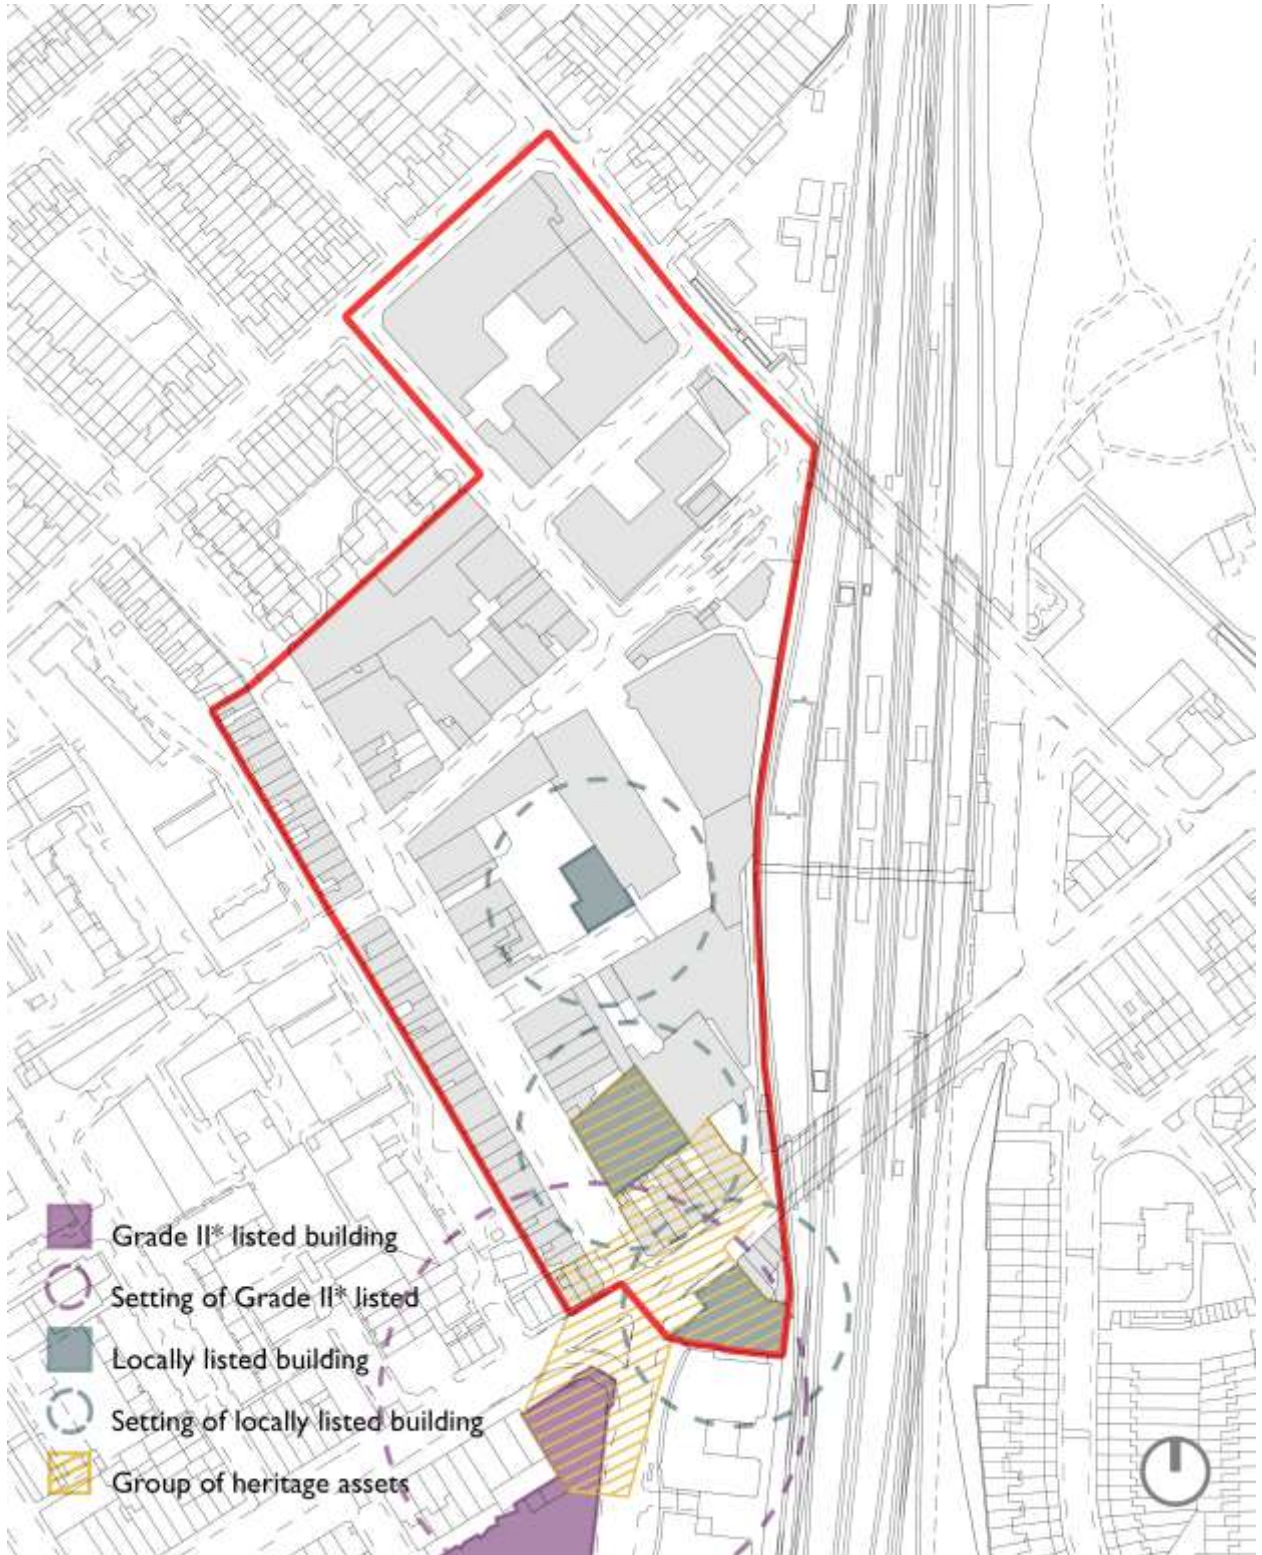 Grade II* listed building
Setting of Grade II* listed
Locally listed building
Setting of locally listed building
Group of heritage assets